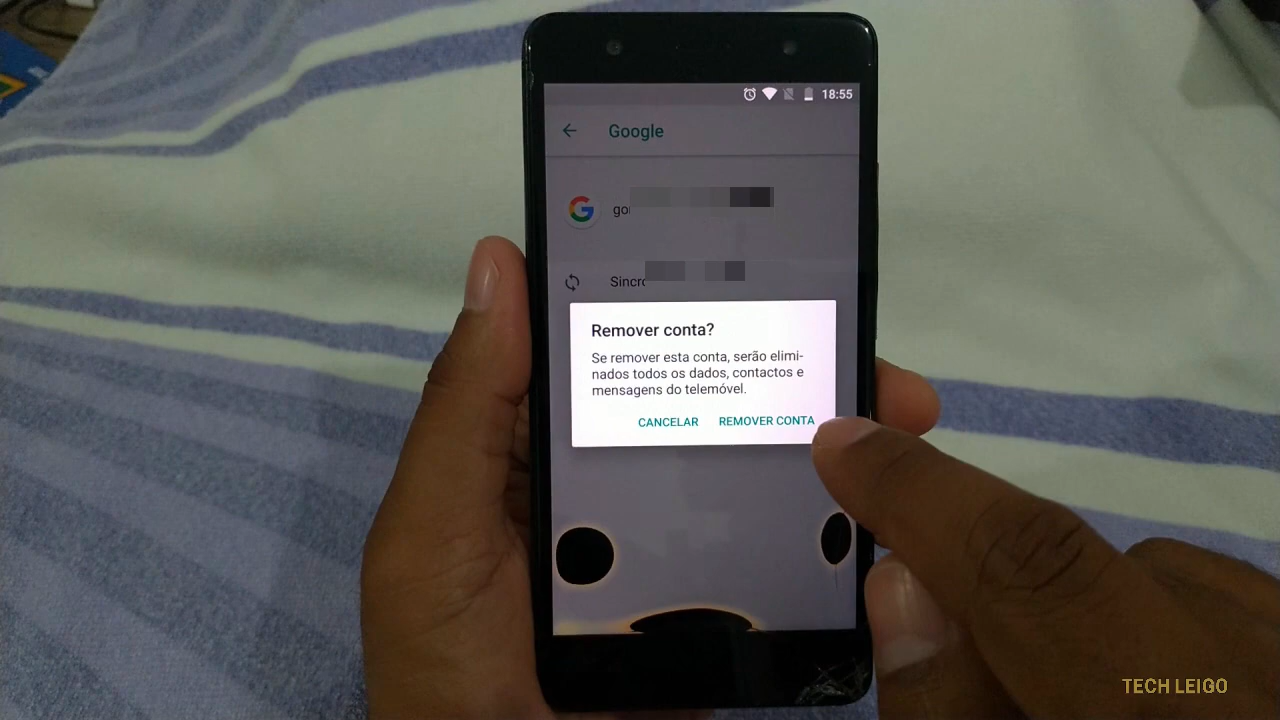 18:55
Google
G
go
Sincro
Remover conta?
Se remover esta conta, serão elimi-
nados todos os dados, contactos e
mensagens do telemóvel.
CANCELAR REMOVER CONTA
TECH LEIGO